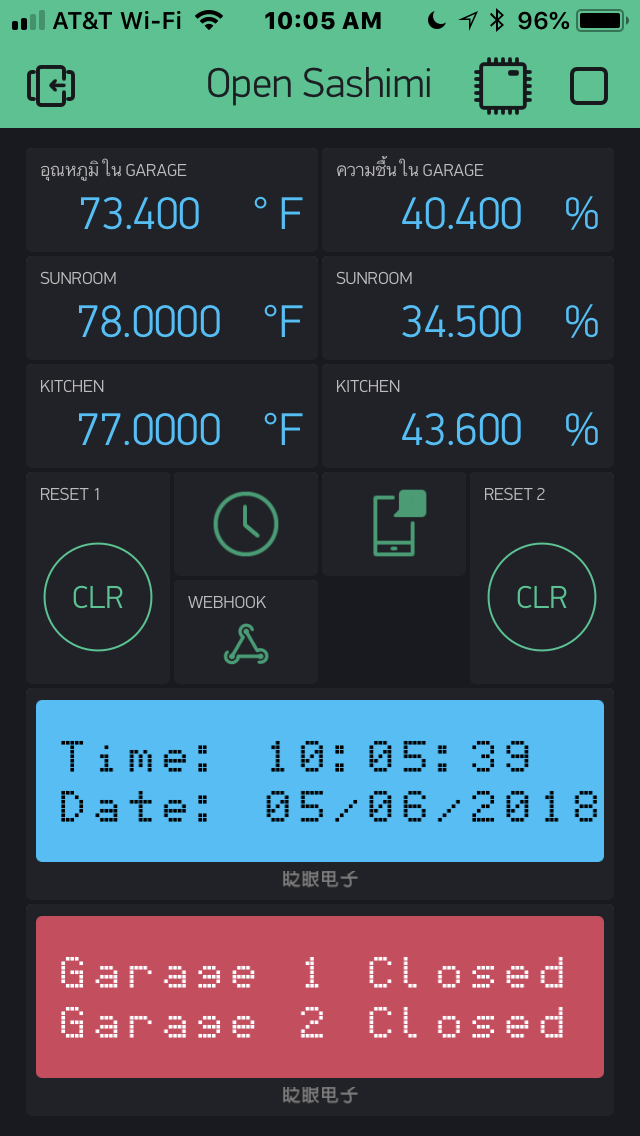 AT&T Wi-Fi 10:05 AM 96%
Open Sashimi
อุณหภูมิ ใน GARAGE ความชื้น ใน GARAGE
73.400 ° F 40.400 %
SUNROOM SUNROOM
78.0000 °F 34.500 %
KITCHEN KITCHEN
77.0000 °F 43.600 %
RESET 1 RESET 2
CLR CLR
WEBHOOK
Time: 10:05:39
Date: 05/06/2018
眨眼电子
Garage 1 Closed
Garage 2 Closed
眨眼电子